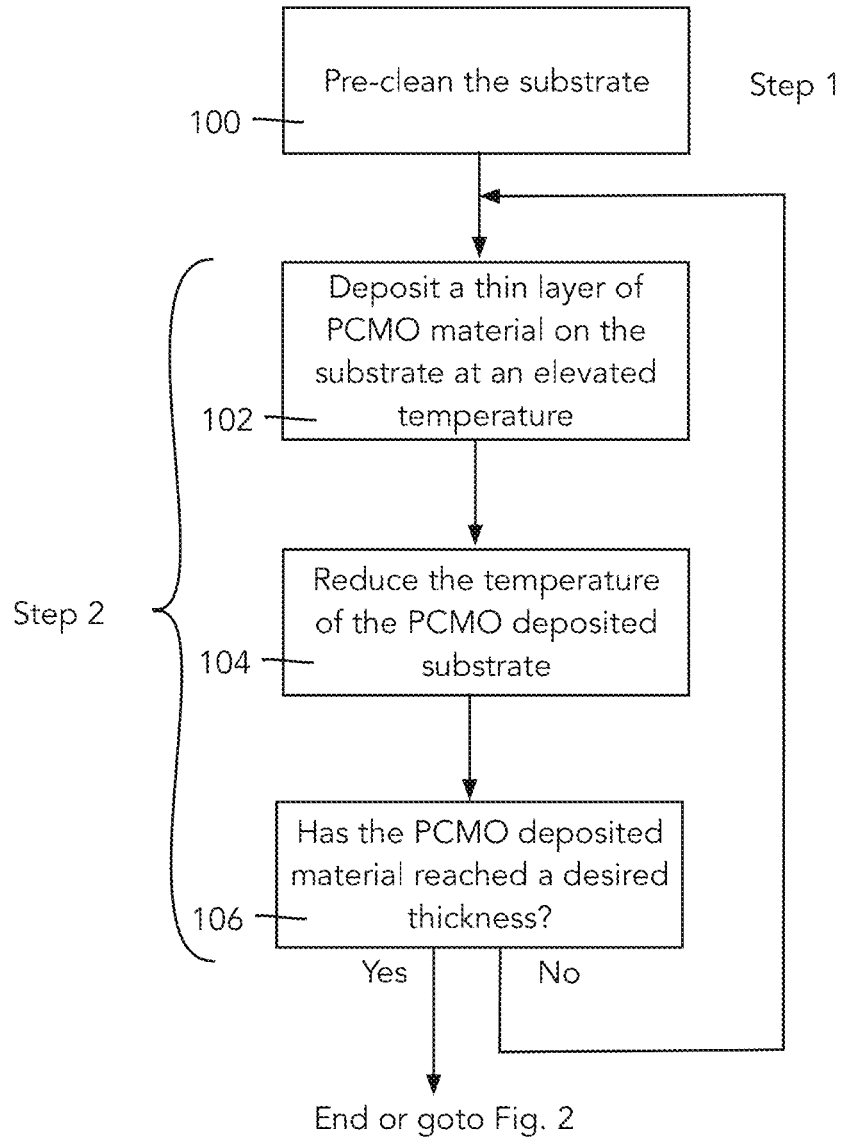 Pre-clean the substrate
Step 1
100
Deposit a thin layer of
PCMO material on the
substrate at an elevated
temperature
102
Reduce the temperature
of the PCMO deposited
substrate
Step 2
104
Has the PCMO deposited
material reached a desired
thickness?
106
Yes
No
End or goto Fig. 2